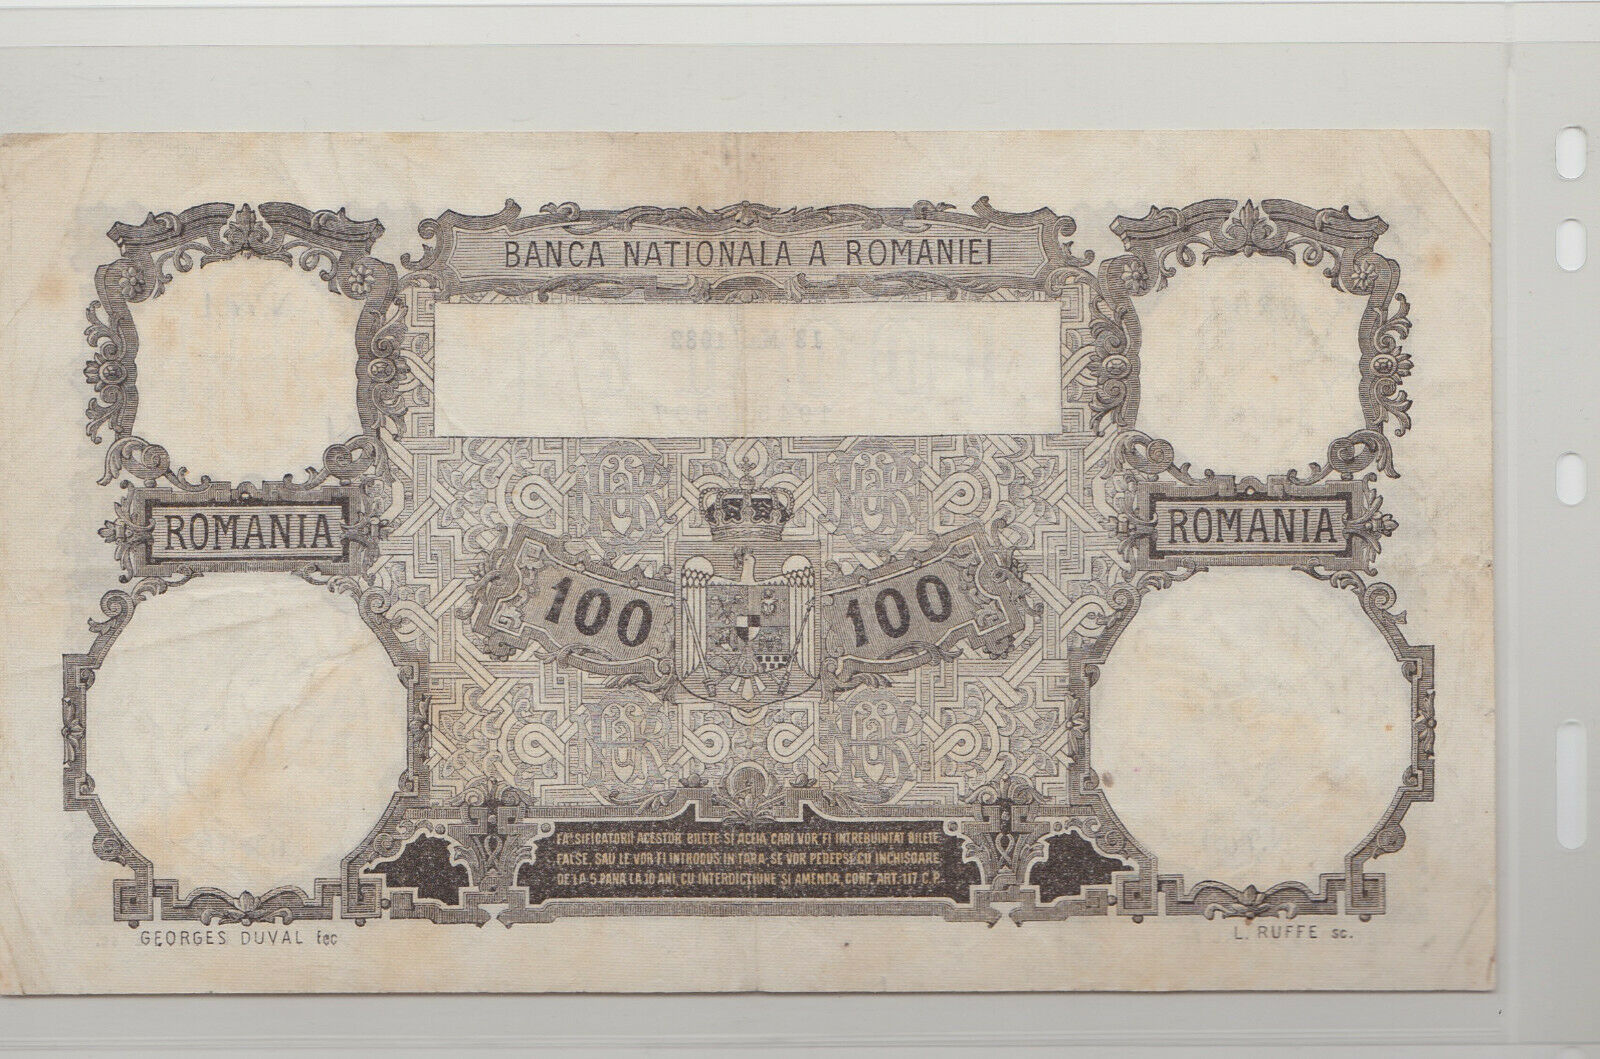 BANCA NATIONALA A ROMANIEI
ROMANIA
ROMANIA
100
100
FALSIFICATORII ACESTOR BILETE SI ACEIA CARI VOR FI INTREBUINTAT BILETE
FALSE, SAU LE VOR FI INTRODUS IN TARA, SE VOR PEDEPSI CU INCHISOARE
DE LA 5 PANA LA 10 ANI, CU INTERDICTIUNE SI AMENDA, CONF. ART. 117 C.P.
GEORGES DUVAL fec
L. RUFFE sc.